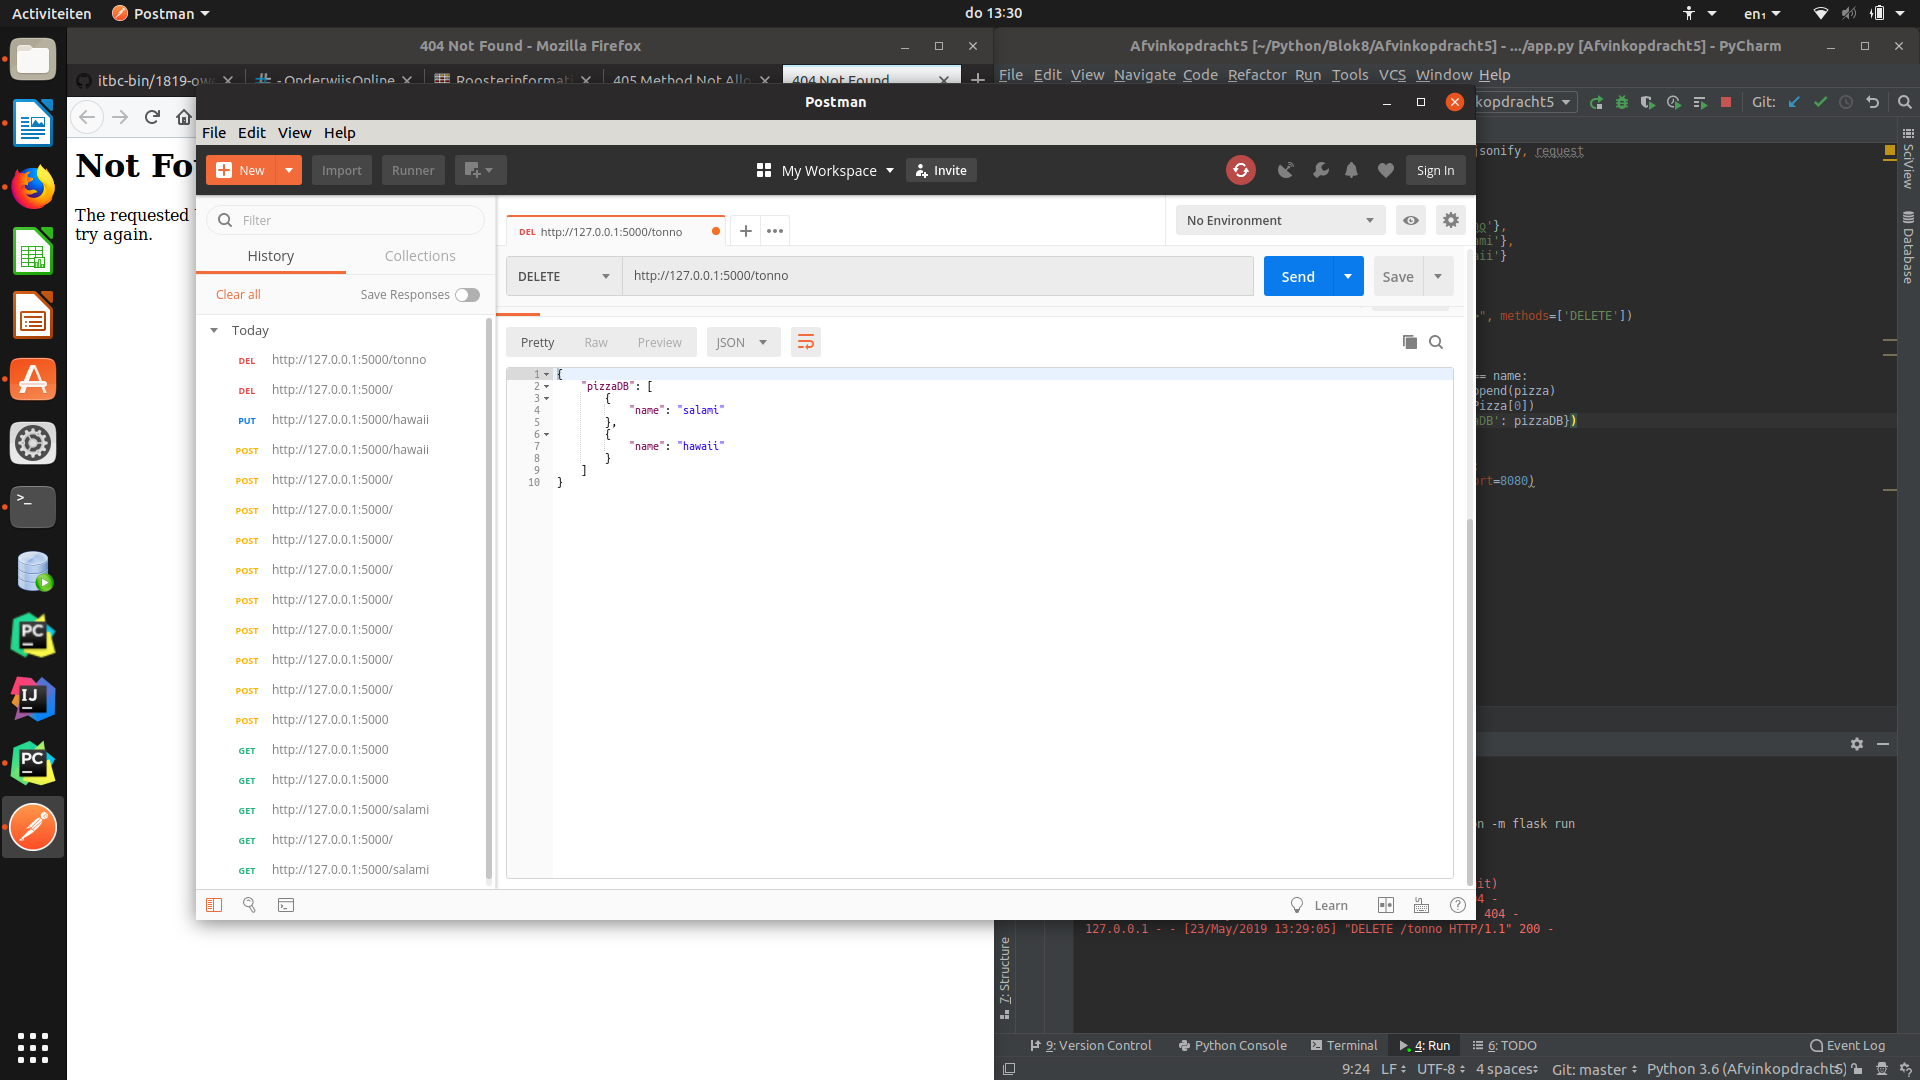 Activiteiten
Postman
do 13:30
en₁
404 Not Found - Mozilla Firefox
Afvinkopdracht5 [~/Python/Blok8/Afvinkopdracht5] - .../app.py [Afvinkopdracht5] - PyCharm
itbc-bin/1819-ow
- OnderwijsOnline
Roosterinformati
405 Method Not Allo
404 Not Found
File Edit View Navigate Code Refactor Run Tools VCS Window Help
kopdracht5
Git:
Not Fo
The requested
try again.
Postman
File Edit View Help
New
Import
Runner
My Workspace
Invite
Sign In
Filter
History
Collections
Clear all
Save Responses
Today
DEL http://127.0.0.1:5000/tonno
DEL http://127.0.0.1:5000/
PUT http://127.0.0.1:5000/hawaii
POST http://127.0.0.1:5000/hawaii
POST http://127.0.0.1:5000/
POST http://127.0.0.1:5000/
POST http://127.0.0.1:5000/
POST http://127.0.0.1:5000/
POST http://127.0.0.1:5000/
POST http://127.0.0.1:5000/
POST http://127.0.0.1:5000/
POST http://127.0.0.1:5000/
POST http://127.0.0.1:5000
GET http://127.0.0.1:5000
GET http://127.0.0.1:5000
GET http://127.0.0.1:5000/salami
GET http://127.0.0.1:5000/
GET http://127.0.0.1:5000/salami
DEL http://127.0.0.1:5000/tonno
No Environment
DELETE
http://127.0.0.1:5000/tonno
Send
Save
Pretty
Raw
Preview
JSON
1 {
2 "pizzaDB": [
3 {
4 "name": "salami"
5 },
6 {
7 "name": "hawaii"
8 }
9 ]
10 }
Learn
sonify, request
o'},
ami'},
aii'}
", methods=['DELETE'])
== name:
pend(pizza)
Pizza[0])
aDB': pizzaDB})
ort=8080)
SciView
Database
n -m flask run
it)
4 -
404 -
127.0.0.1 - - [23/May/2019 13:29:05] "DELETE /tonno HTTP/1.1" 200 -
7: Structure
9: Version Control
Python Console
Terminal
4: Run
6: TODO
Event Log
9:24
LF
UTF-8
4 spaces
Git: master
Python 3.6 (Afvinkopdracht5)